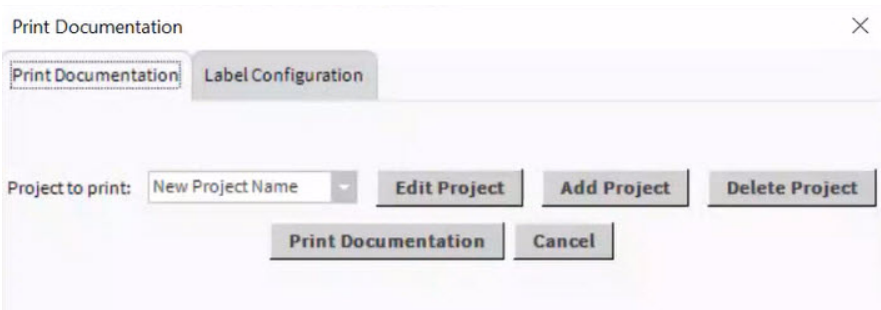 Print Documentation
Print Documentation Label Configuration
Project to print: New Project Name Edit Project Add Project Delete Project
Print Documentation Cancel